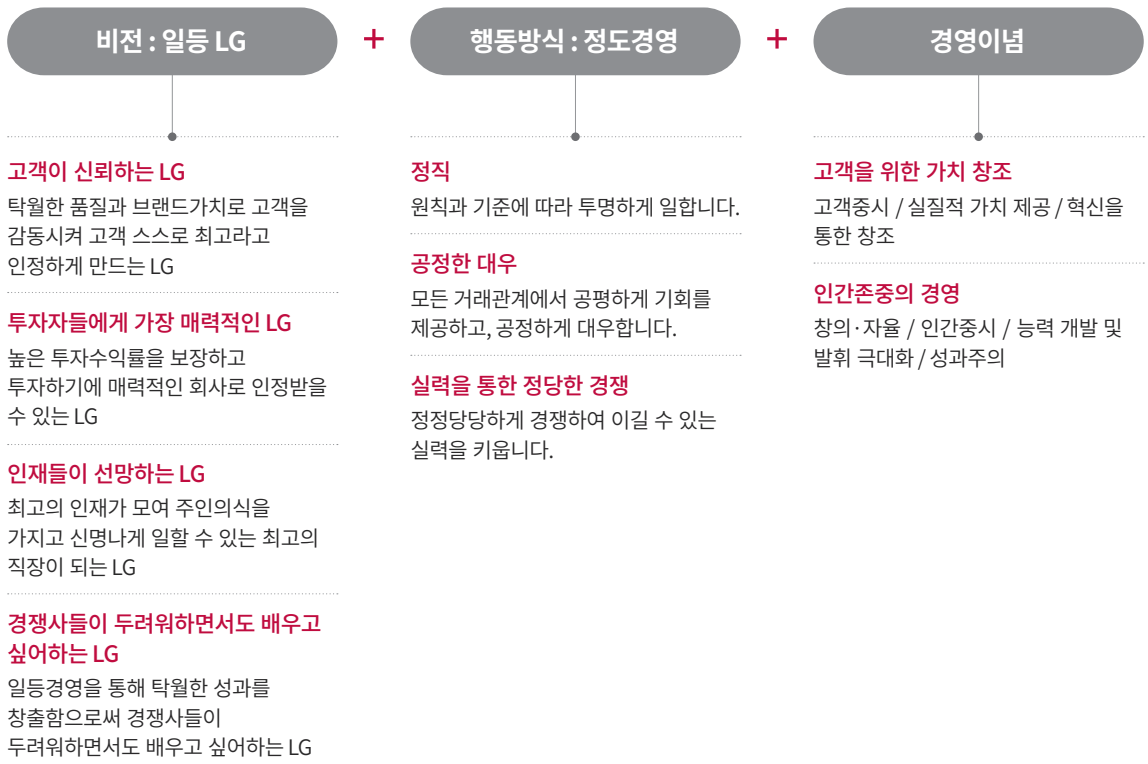 비전 : 일등 LG
고객이 신뢰하는 LG
탁월한 품질과 브랜드가치로 고객을
감동시켜 고객 스스로 최고라고
인정하게 만드는 LG
투자자들에게 가장 매력적인 LG
높은 투자수익률을 보장하고
투자하기에 매력적인 회사로 인정받을
수 있는 LG
인재들이 선망하는 LG
최고의 인재가 모여 주인의식을
가지고 신명나게 일할 수 있는 최고의
직장이 되는 LG
경쟁사들이 두려워하면서도 배우고
싶어하는 LG
일등경영을 통해 탁월한 성과를
창출함으로써 경쟁사들이
두려워하면서도 배우고 싶어하는 LG
+
행동방식 : 정도경영
정직
원칙과 기준에 따라 투명하게 일합니다.
공정한 대우
모든 거래관계에서 공평하게 기회를
제공하고, 공정하게 대우합니다.
실력을 통한 정당한 경쟁
정정당당하게 경쟁하여 이길 수 있는
실력을 키웁니다.
+
경영이념
고객을 위한 가치 창조
고객중시 / 실질적 가치 제공 / 혁신을
통한 창조
인간존중의 경영
창의·자율 / 인간중시 / 능력 개발 및
발휘 극대화 / 성과주의